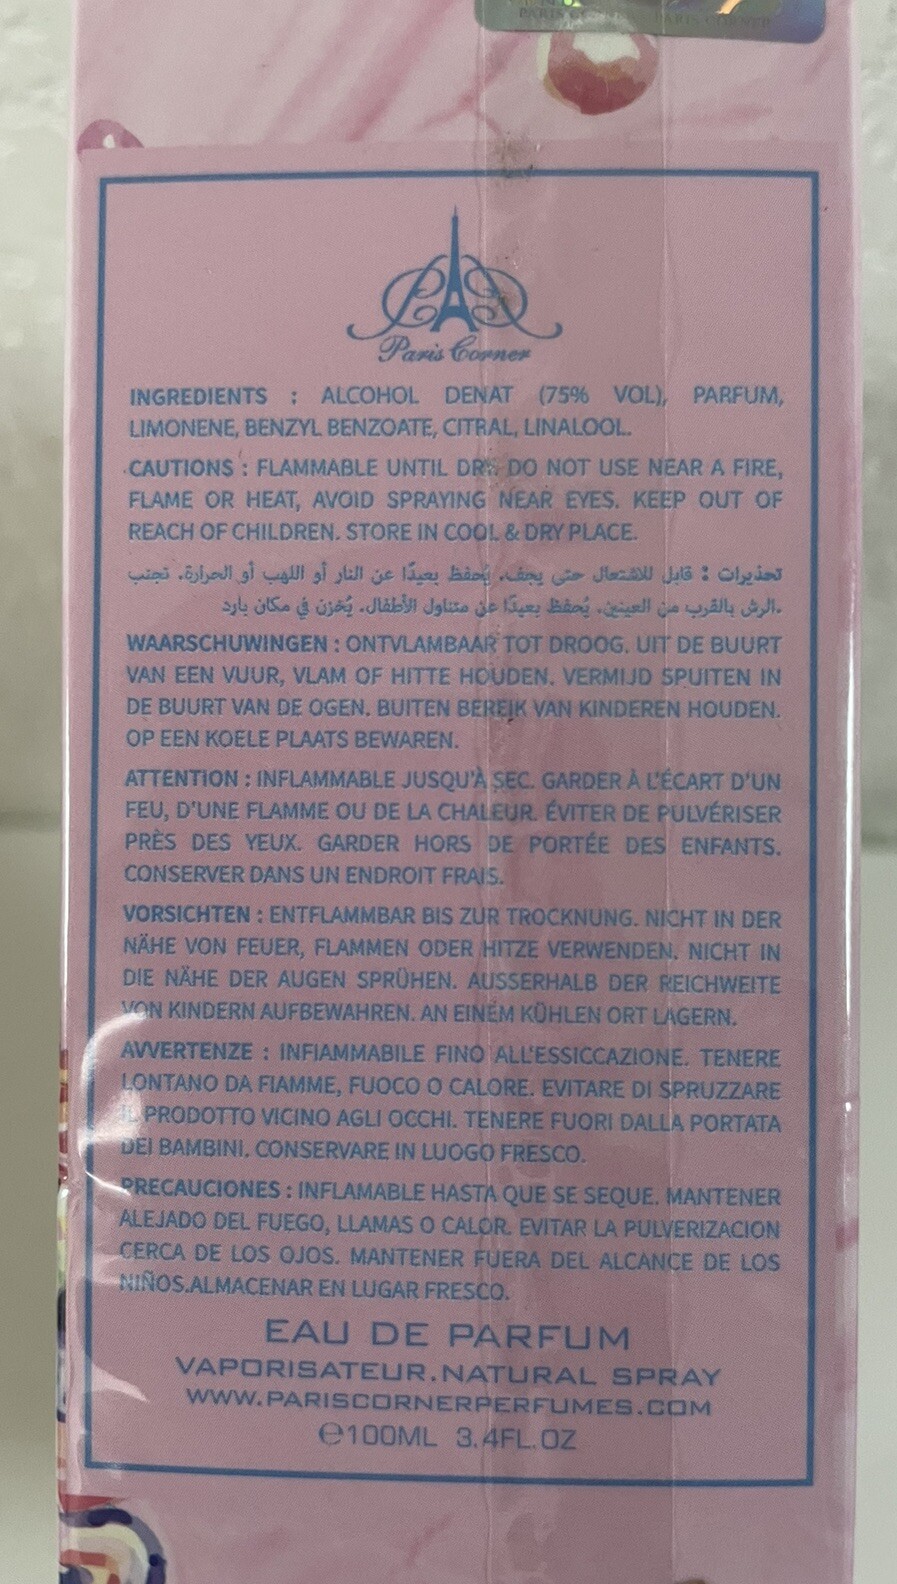 PARIS CORNER
Paris Corner
INGREDIENTS : ALCOHOL DENAT (75% VOL), PARFUM,
LIMONENE, BENZYL BENZOATE, CITRAL, LINALOOL.
CAUTIONS : FLAMMABLE UNTIL DRY. DO NOT USE NEAR A FIRE,
FLAME OR HEAT, AVOID SPRAYING NEAR EYES. KEEP OUT OF
REACH OF CHILDREN. STORE IN COOL & DRY PLACE.
تحذيرات : قابل للاشتعال حتى يجف. يُحفظ بعيدًا عن النار أو اللهب أو الحرارة. تجنب
الرش بالقرب من العينين. يُحفظ بعيدًا عن متناول الأطفال. يُخزن في مكان بارد.
WAARSCHUWINGEN : ONTVLAMBAAR TOT DROOG. UIT DE BUURT
VAN EEN VUUR, VLAM OF HITTE HOUDEN. VERMIJD SPUITEN IN
DE BUURT VAN DE OGEN. BUITEN BEREIK VAN KINDEREN HOUDEN.
OP EEN KOELE PLAATS BEWAREN.
ATTENTION : INFLAMMABLE JUSQU'À SEC. GARDER À L'ÉCART D'UN
FEU, D'UNE FLAMME OU DE LA CHALEUR. ÉVITER DE PULVÉRISER
PRÈS DES YEUX. GARDER HORS DE PORTÉE DES ENFANTS.
CONSERVER DANS UN ENDROIT FRAIS.
VORSICHTEN : ENTFLAMMBAR BIS ZUR TROCKNUNG. NICHT IN DER
NÄHE VON FEUER, FLAMMEN ODER HITZE VERWENDEN. NICHT IN
DIE NÄHE DER AUGEN SPRÜHEN. AUSSERHALB DER REICHWEITE
VON KINDERN AUFBEWAHREN. AN EINEM KÜHLEN ORT LAGERN.
AVVERTENZE : INFIAMMABILE FINO ALL'ESSICCAZIONE. TENERE
LONTANO DA FIAMME, FUOCO O CALORE. EVITARE DI SPRUZZARE
IL PRODOTTO VICINO AGLI OCCHI. TENERE FUORI DALLA PORTATA
DEI BAMBINI. CONSERVARE IN LUOGO FRESCO.
PRECAUCIONES : INFLAMABLE HASTA QUE SE SEQUE. MANTENER
ALEJADO DEL FUEGO, LLAMAS O CALOR. EVITAR LA PULVERIZACION
CERCA DE LOS OJOS. MANTENER FUERA DEL ALCANCE DE LOS
NIÑOS.ALMACENAR EN LUGAR FRESCO.
EAU DE PARFUM
VAPORISATEUR.NATURAL SPRAY
WWW.PARISCORNERPERFUMES.COM
℮100ML 3.4FL.OZ